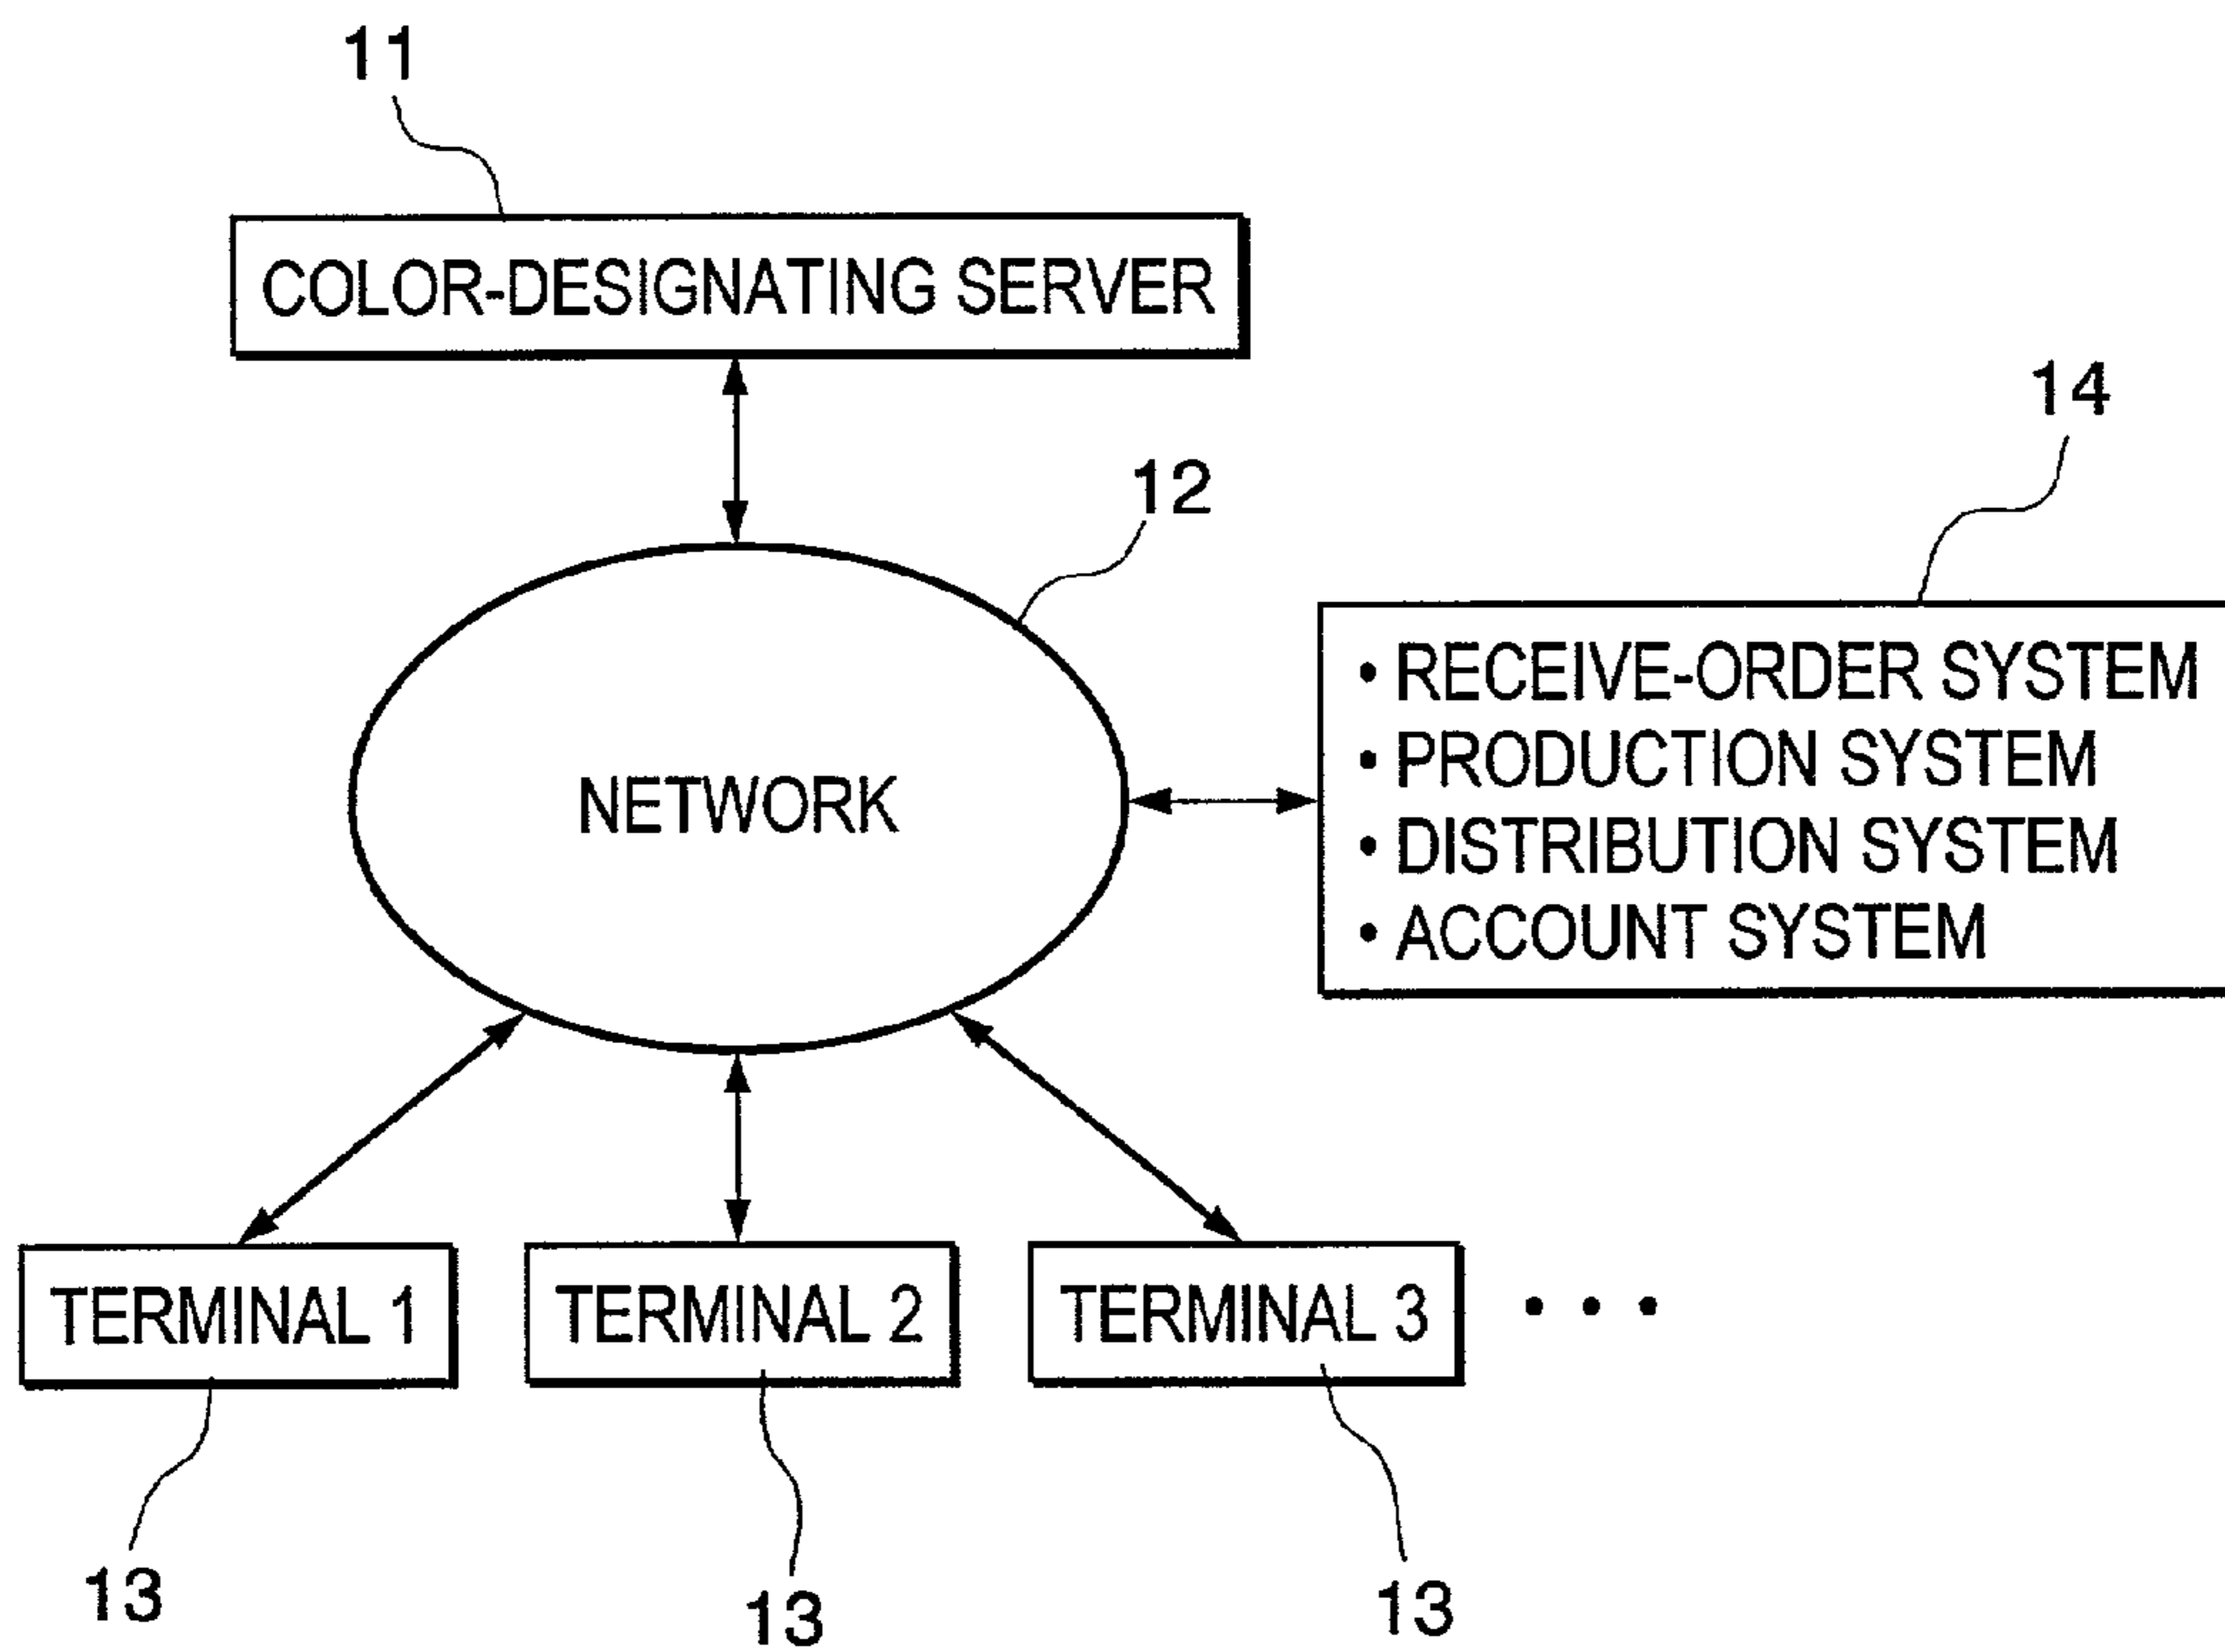 11
COLOR-DESIGNATING SERVER
12
14
NETWORK
• RECEIVE-ORDER SYSTEM
• PRODUCTION SYSTEM
• DISTRIBUTION SYSTEM
• ACCOUNT SYSTEM
TERMINAL 1
TERMINAL 2
TERMINAL 3
• • •
13
13
13